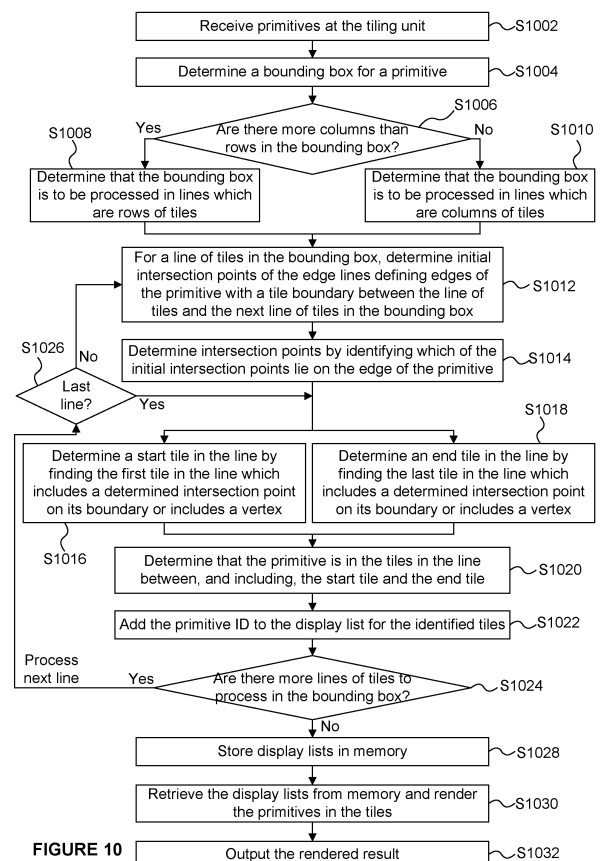 Receive primitives at the tiling unit
S1002
Determine a bounding box for a primitive
S1004
S1006
Are there more columns than
rows in the bounding box?
Yes
No
S1008
S1010
Determine that the bounding box
is to be processed in lines which
are rows of tiles
Determine that the bounding box
is to be processed in lines which
are columns of tiles
For a line of tiles in the bounding box, determine initial
intersection points of the edge lines defining edges of
the primitive with a tile boundary between the line of
tiles and the next line of tiles in the bounding box
S1012
Determine intersection points by identifying which of the
initial intersection points lie on the edge of the primitive
S1014
S1026
No
Last
line?
Yes
S1018
Determine a start tile in the line by
finding the first tile in the line which
includes a determined intersection point
on its boundary or includes a vertex
Determine an end tile in the line by
finding the last tile in the line which
includes a determined intersection point
on its boundary or includes a vertex
S1016
Determine that the primitive is in the tiles in the line
between, and including, the start tile and the end tile
S1020
Add the primitive ID to the display list for the identified tiles
S1022
Process
next line
Yes
Are there more lines of tiles to
process in the bounding box?
S1024
No
Store display lists in memory
S1028
Retrieve the display lists from memory and render
the primitives in the tiles
S1030
FIGURE 10
Output the rendered result
S1032